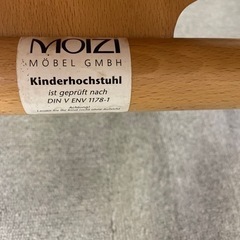 MOIZI
MÖBEL GMBH
Kinderhochstuhl
ist geprüft nach
DIN V ENV 1178-1